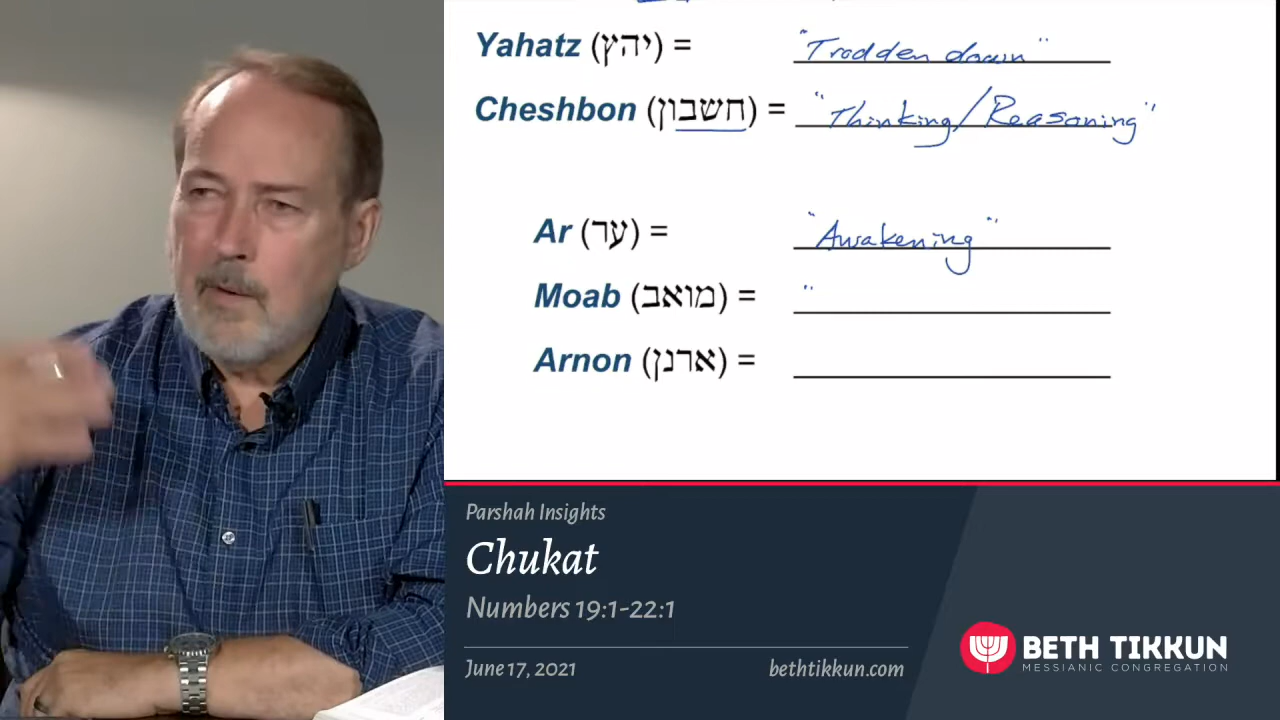 Yahatz (יהץ) = "Trodden down"
Cheshbon (חשבון) = "Thinking/Reasoning"
Ar (ער) = "Awakening"
Moab (מואב) = "
Arnon (ארנן) =
Parshah Insights
Chukat
Numbers 19:1-22:1
June 17, 2021
bethtikkun.com
BETH TIKKUN
MESSIANIC CONGREGATION